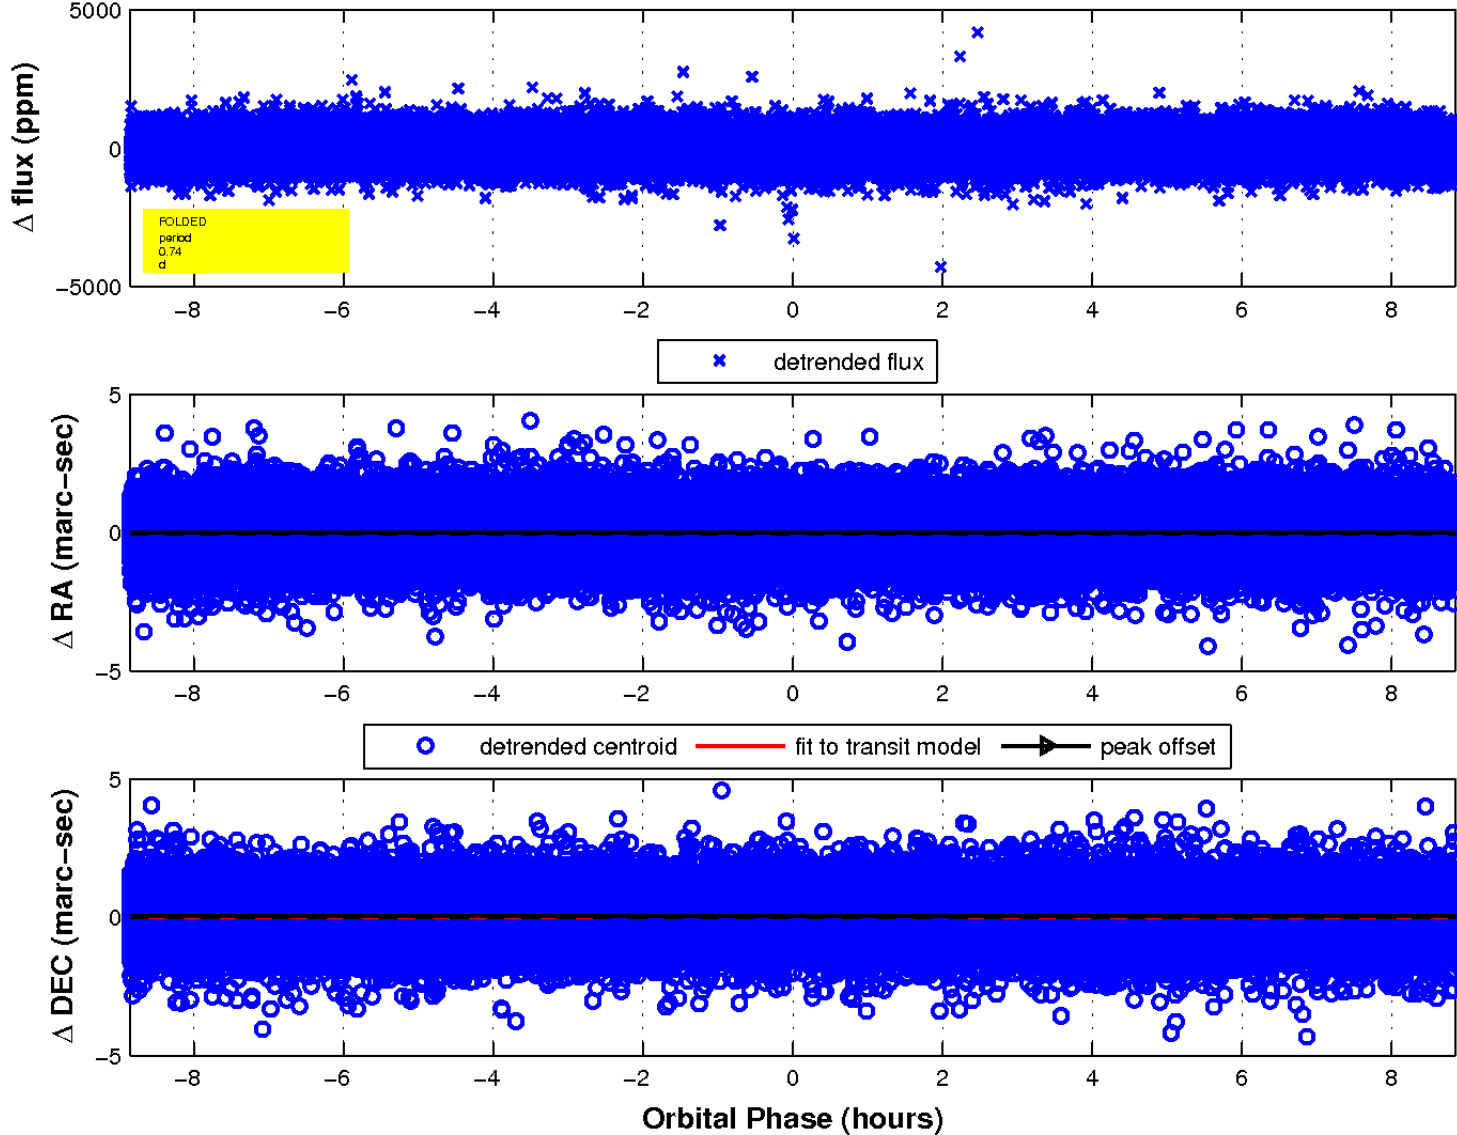 5000
0
−5000
Δ flux (ppm)
FOLDED
period
0.74
d
−8 −6 −4 −2 0 2 4 6 8
detrended flux
5
0
−5
Δ RA (marc−sec)
−8 −6 −4 −2 0 2 4 6 8
detrended centroid fit to transit model peak offset
5
0
−5
Δ DEC (marc−sec)
−8 −6 −4 −2 0 2 4 6 8
Orbital Phase (hours)